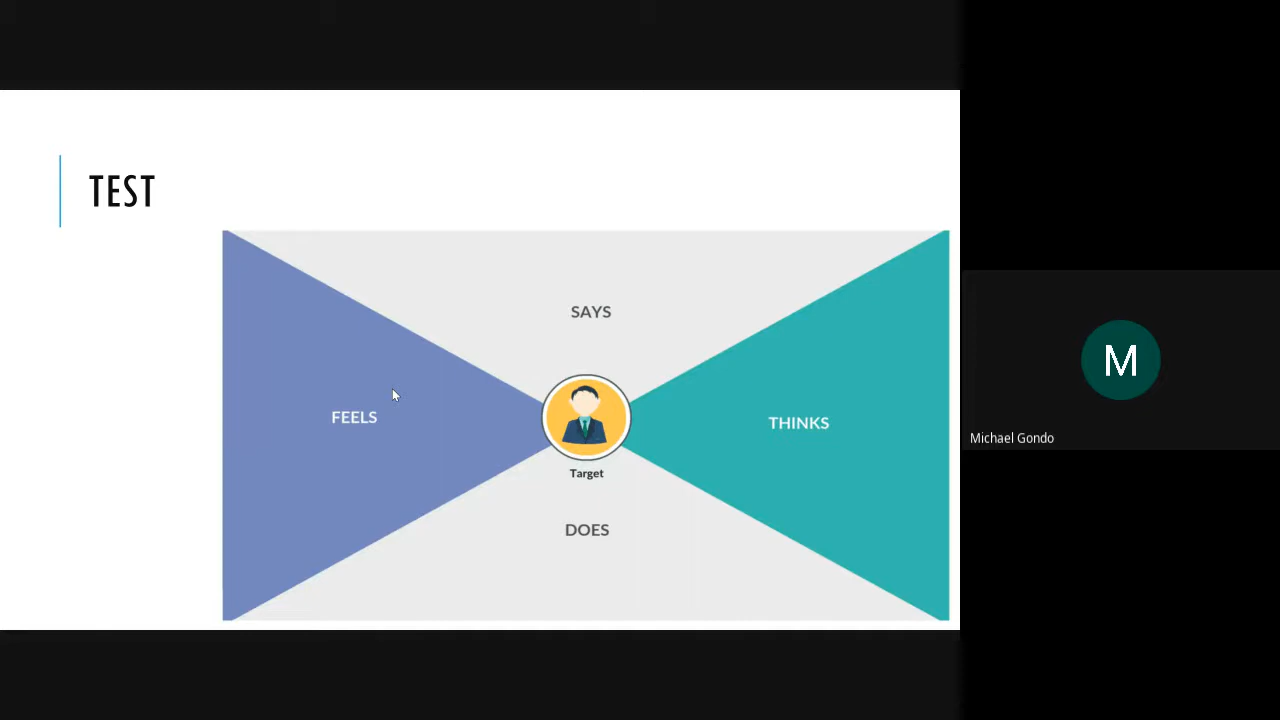 TEST
SAYS
FEELS
THINKS
Target
DOES
M
Michael Gondo